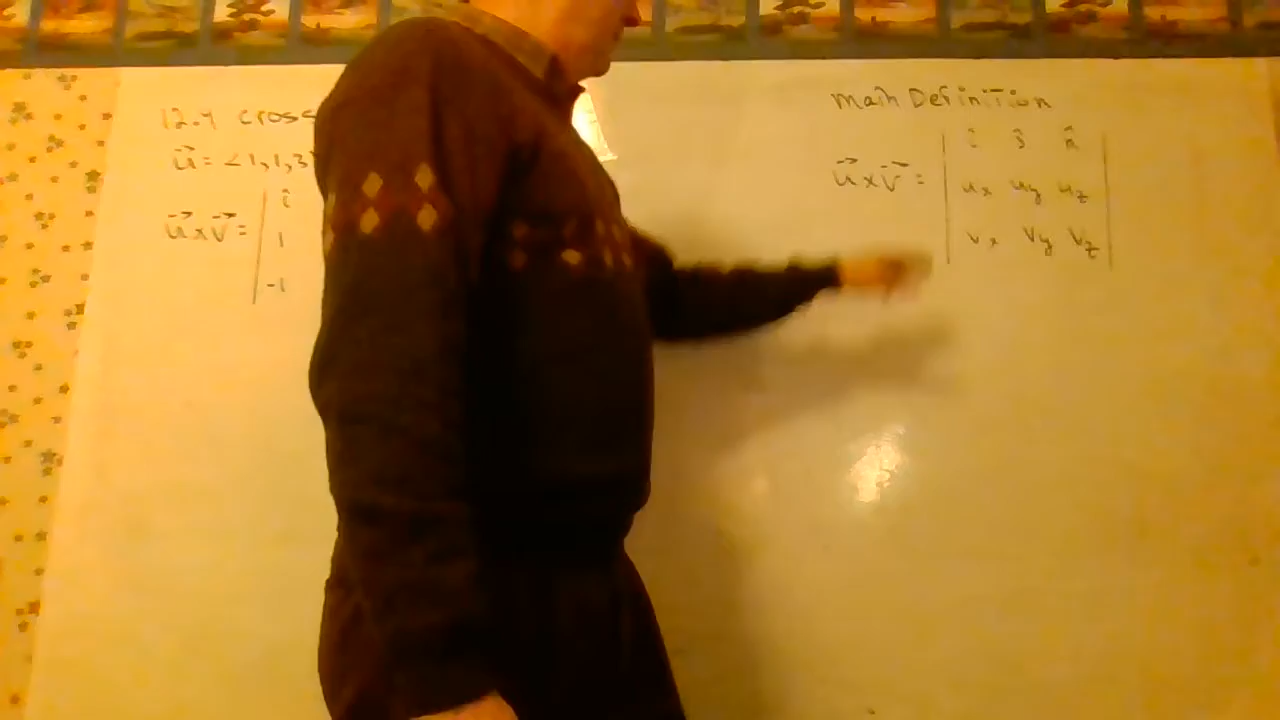 12.4 cross
u⃗ = <1,1,3
u⃗ x v⃗ = | î
1
-1
Math Definition
| î ĵ k̂ |
u⃗ x v⃗ = | ux uy uz |
| vx vy vz |